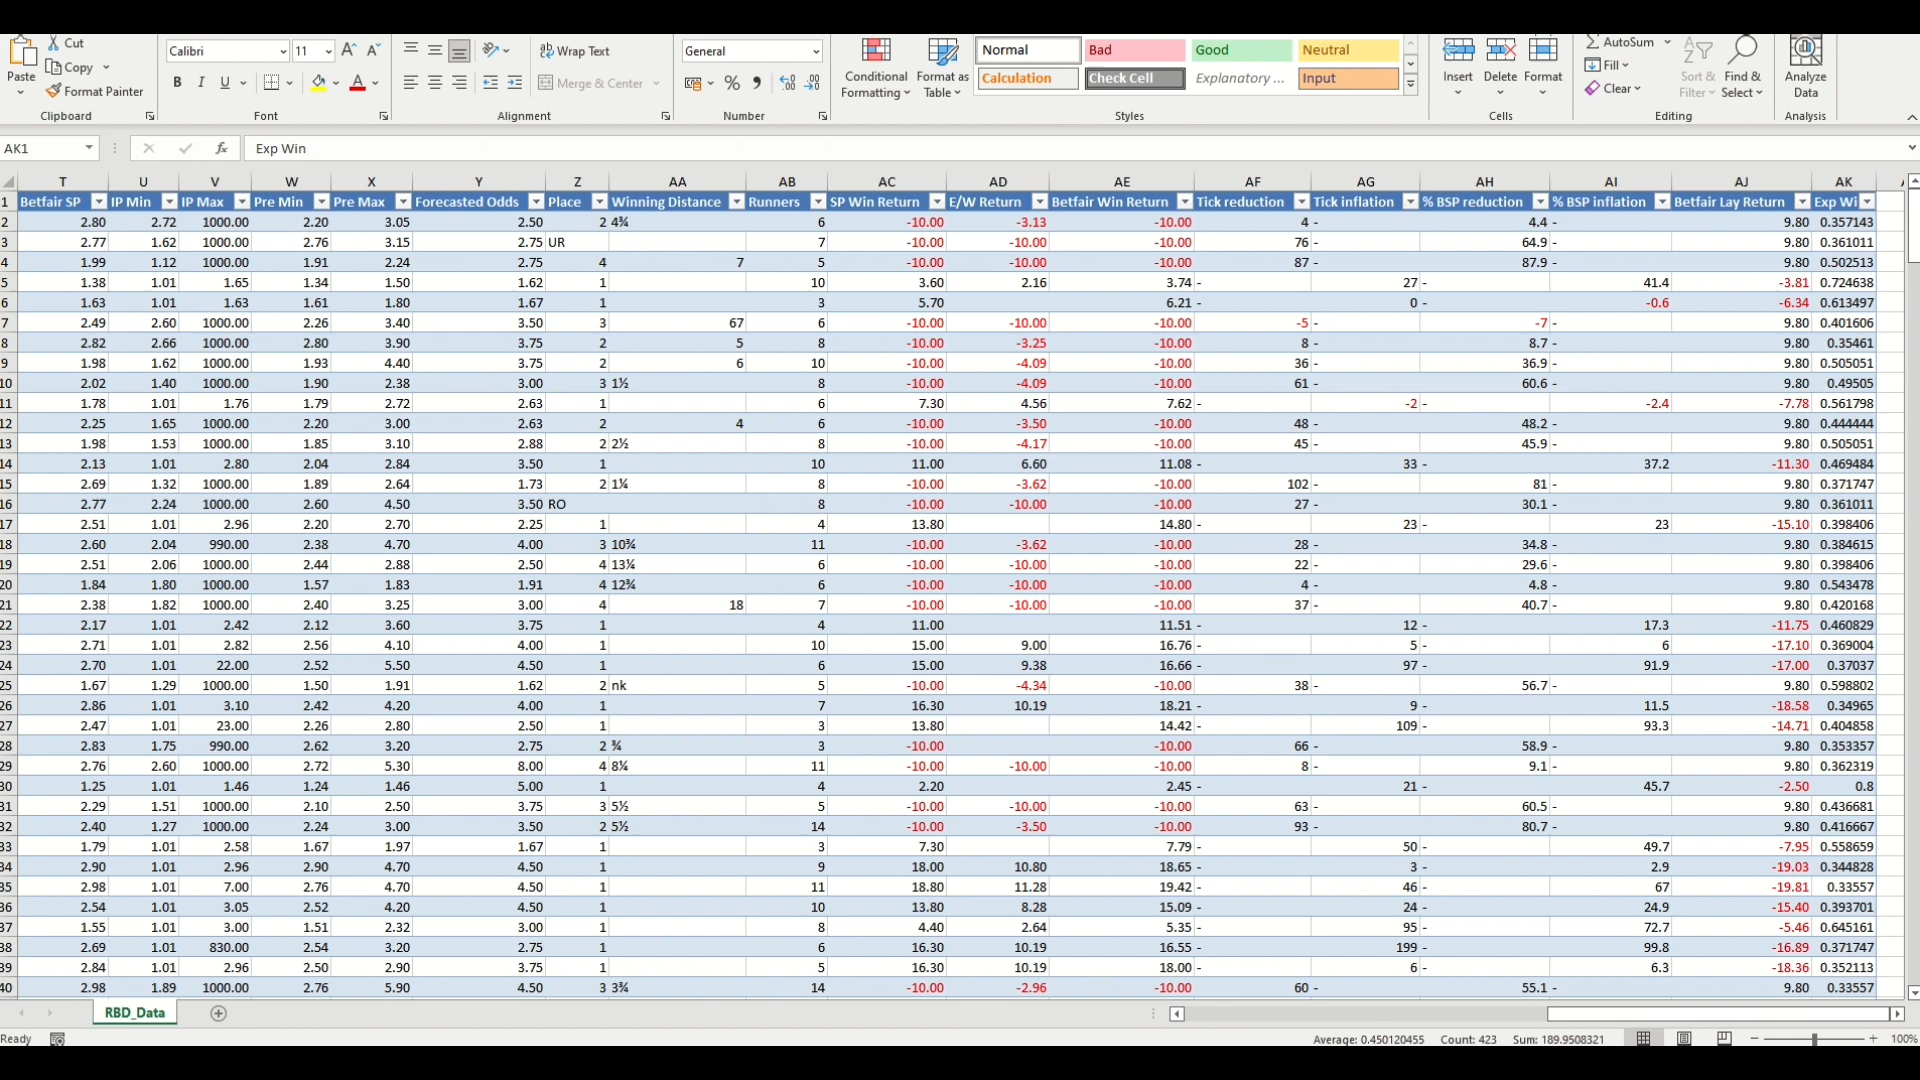 Cut
Calibri 11 Wrap Text General Normal Bad Good Neutral AutoSum
Paste Copy Conditional Formatting Format as Table Insert Delete Format Fill Sort & Filter Find & Select Analyze Data
Format Painter B I U Merge & Center % Calculation Check Cell Explanatory ... Input Clear
Clipboard Font Alignment Number Styles Cells Editing Analysis
AK1 fx Exp Win
T U V W X Y Z AA AB AC AD AE AF AG AH AI AJ AK
1 Betfair SP IP Min IP Max Pre Min Pre Max Forecasted Odds Place Winning Distance Runners SP Win Return E/W Return Betfair Win Return Tick reduction Tick inflation % BSP reduction % BSP inflation Betfair Lay Return Exp Wi
2 2.80 2.72 1000.00 2.20 3.05 2.50 2 4¾ 6 -10.00 -3.13 -10.00 4 - 4.4 - 9.80 0.357143
3 2.77 1.62 1000.00 2.76 3.15 2.75 UR 7 -10.00 -10.00 -10.00 76 - 64.9 - 9.80 0.361011
4 1.99 1.12 1000.00 1.91 2.24 2.75 4 7 5 -10.00 -10.00 -10.00 87 - 87.9 - 9.80 0.502513
5 1.38 1.01 1.65 1.34 1.50 1.62 1 10 3.60 2.16 3.74 - 27 - 41.4 -3.81 0.724638
6 1.63 1.01 1.63 1.61 1.80 1.67 1 3 5.70 6.21 - 0 - -0.6 -6.34 0.613497
7 2.49 2.60 1000.00 2.26 3.40 3.50 3 67 6 -10.00 -10.00 -10.00 -5 - -7 - 9.80 0.401606
8 2.82 2.66 1000.00 2.80 3.90 3.75 2 5 8 -10.00 -3.25 -10.00 8 - 8.7 - 9.80 0.35461
9 1.98 1.62 1000.00 1.93 4.40 3.75 2 6 10 -10.00 -4.09 -10.00 36 - 36.9 - 9.80 0.505051
10 2.02 1.40 1000.00 1.90 2.38 3.00 3 1½ 8 -10.00 -4.09 -10.00 61 - 60.6 - 9.80 0.49505
11 1.78 1.01 1.76 1.79 2.72 2.63 1 6 7.30 4.56 7.62 - -2 - -2.4 -7.78 0.561798
12 2.25 1.65 1000.00 2.20 3.00 2.63 2 4 6 -10.00 -3.50 -10.00 48 - 48.2 - 9.80 0.444444
13 1.98 1.53 1000.00 1.85 3.10 2.88 2 2½ 8 -10.00 -4.17 -10.00 45 - 45.9 - 9.80 0.505051
14 2.13 1.01 2.80 2.04 2.84 3.50 1 10 11.00 6.60 11.08 - 33 - 37.2 -11.30 0.469484
15 2.69 1.32 1000.00 1.89 2.64 1.73 2 1¼ 8 -10.00 -3.62 -10.00 102 - 81 - 9.80 0.371747
16 2.77 2.24 1000.00 2.60 4.50 3.50 RO 8 -10.00 -10.00 -10.00 27 - 30.1 - 9.80 0.361011
17 2.51 1.01 2.96 2.20 2.70 2.25 1 4 13.80 14.80 - 23 - 23 -15.10 0.398406
18 2.60 2.04 990.00 2.38 4.70 4.00 3 10¾ 11 -10.00 -3.62 -10.00 28 - 34.8 - 9.80 0.384615
19 2.51 2.06 1000.00 2.44 2.88 2.50 4 13¼ 6 -10.00 -10.00 -10.00 22 - 29.6 - 9.80 0.398406
20 1.84 1.80 1000.00 1.57 1.83 1.91 4 12¾ 6 -10.00 -10.00 -10.00 4 - 4.8 - 9.80 0.543478
21 2.38 1.82 1000.00 2.40 3.25 3.00 4 18 7 -10.00 -10.00 -10.00 37 - 40.7 - 9.80 0.420168
22 2.17 1.01 2.42 2.12 3.60 3.75 1 4 11.00 11.51 - 12 - 17.3 -11.75 0.460829
23 2.71 1.01 2.82 2.56 4.10 4.00 1 10 15.00 9.00 16.76 - 5 - 6 -17.10 0.369004
24 2.70 1.01 22.00 2.52 5.50 4.50 1 6 15.00 9.38 16.66 - 97 - 91.9 -17.00 0.37037
25 1.67 1.29 1000.00 1.50 1.91 1.62 2 nk 5 -10.00 -4.34 -10.00 38 - 56.7 - 9.80 0.598802
26 2.86 1.01 3.10 2.42 4.20 4.00 1 7 16.30 10.19 18.21 - 9 - 11.5 -18.58 0.34965
27 2.47 1.01 23.00 2.26 2.80 2.50 1 3 13.80 14.42 - 109 - 93.3 -14.71 0.404858
28 2.83 1.75 990.00 2.62 3.20 2.75 2 ¾ 3 -10.00 -10.00 66 - 58.9 - 9.80 0.353357
29 2.76 2.60 1000.00 2.72 5.30 8.00 4 8¼ 11 -10.00 -10.00 -10.00 8 - 9.1 - 9.80 0.362319
30 1.25 1.01 1.46 1.24 1.46 5.00 1 4 2.20 2.45 - 21 - 45.7 -2.50 0.8
31 2.29 1.51 1000.00 2.10 2.50 3.75 3 5½ 5 -10.00 -10.00 -10.00 63 - 60.5 - 9.80 0.436681
32 2.40 1.27 1000.00 2.24 3.00 3.50 2 5½ 14 -10.00 -3.50 -10.00 93 - 80.7 - 9.80 0.416667
33 1.79 1.01 2.58 1.67 1.97 1.67 1 3 7.30 7.79 - 50 - 49.7 -7.95 0.558659
34 2.90 1.01 2.96 2.90 4.70 4.50 1 9 18.00 10.80 18.65 - 3 - 2.9 -19.03 0.344828
35 2.98 1.01 7.00 2.76 4.70 4.50 1 11 18.80 11.28 19.42 - 46 - 67 -19.81 0.33557
36 2.54 1.01 3.05 2.52 4.20 4.50 1 10 13.80 8.28 15.09 - 24 - 24.9 -15.40 0.393701
37 1.55 1.01 3.00 1.51 2.32 3.00 1 8 4.40 2.64 5.35 - 95 - 72.7 -5.46 0.645161
38 2.69 1.01 830.00 2.54 3.20 2.75 1 6 16.30 10.19 16.55 - 199 - 99.8 -16.89 0.371747
39 2.84 1.01 2.96 2.50 2.90 3.75 1 5 16.30 10.19 18.00 - 6 - 6.3 -18.36 0.352113
40 2.98 1.89 1000.00 2.76 5.90 4.50 3 3¾ 14 -10.00 -2.96 -10.00 60 - 55.1 - 9.80 0.33557
RBD_Data
Ready Average: 0.450120455 Count: 423 Sum: 189.9508321 100%